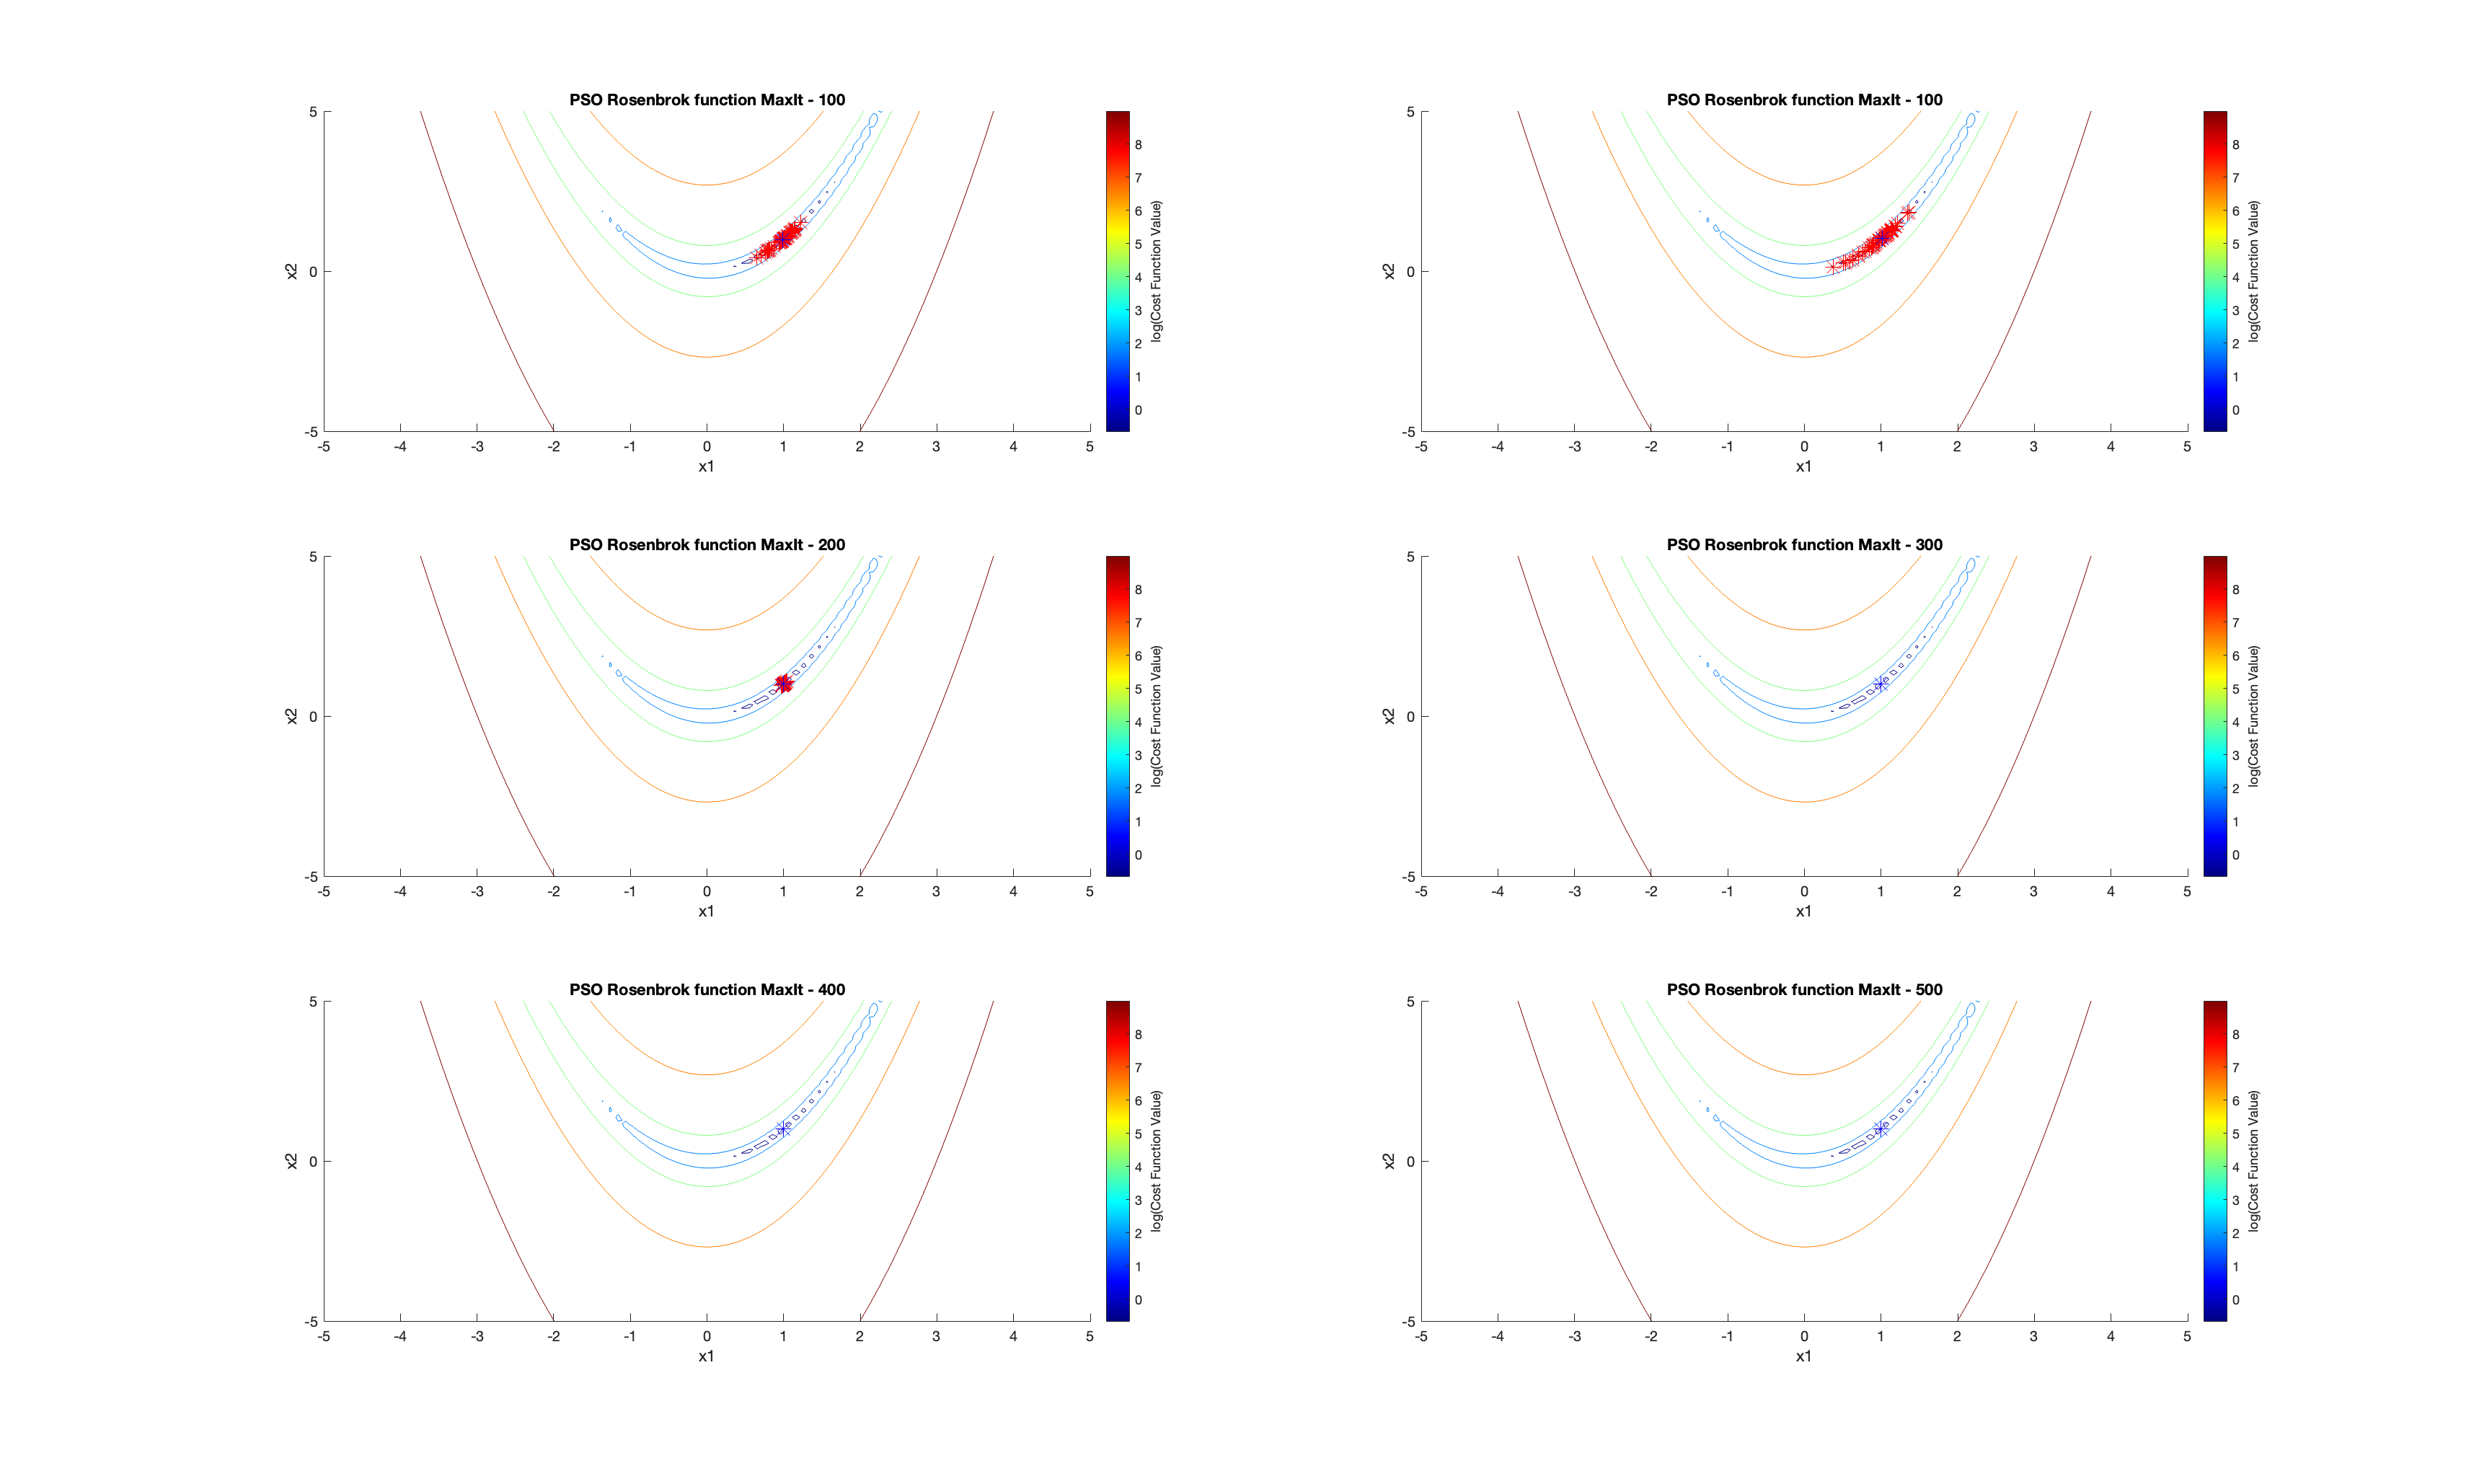 PSO Rosenbrok function MaxIt - 100
5
0
-5
x2
-5 -4 -3 -2 -1 0 1 2 3 4 5
x1
8
7
6
5
4
3
2
1
0
log(Cost Function Value)
PSO Rosenbrok function MaxIt - 100
5
0
-5
x2
-5 -4 -3 -2 -1 0 1 2 3 4 5
x1
8
7
6
5
4
3
2
1
0
log(Cost Function Value)
PSO Rosenbrok function MaxIt - 200
5
0
-5
x2
-5 -4 -3 -2 -1 0 1 2 3 4 5
x1
8
7
6
5
4
3
2
1
0
log(Cost Function Value)
PSO Rosenbrok function MaxIt - 300
5
0
-5
x2
-5 -4 -3 -2 -1 0 1 2 3 4 5
x1
8
7
6
5
4
3
2
1
0
log(Cost Function Value)
PSO Rosenbrok function MaxIt - 400
5
0
-5
x2
-5 -4 -3 -2 -1 0 1 2 3 4 5
x1
8
7
6
5
4
3
2
1
0
log(Cost Function Value)
PSO Rosenbrok function MaxIt - 500
5
0
-5
x2
-5 -4 -3 -2 -1 0 1 2 3 4 5
x1
8
7
6
5
4
3
2
1
0
log(Cost Function Value)